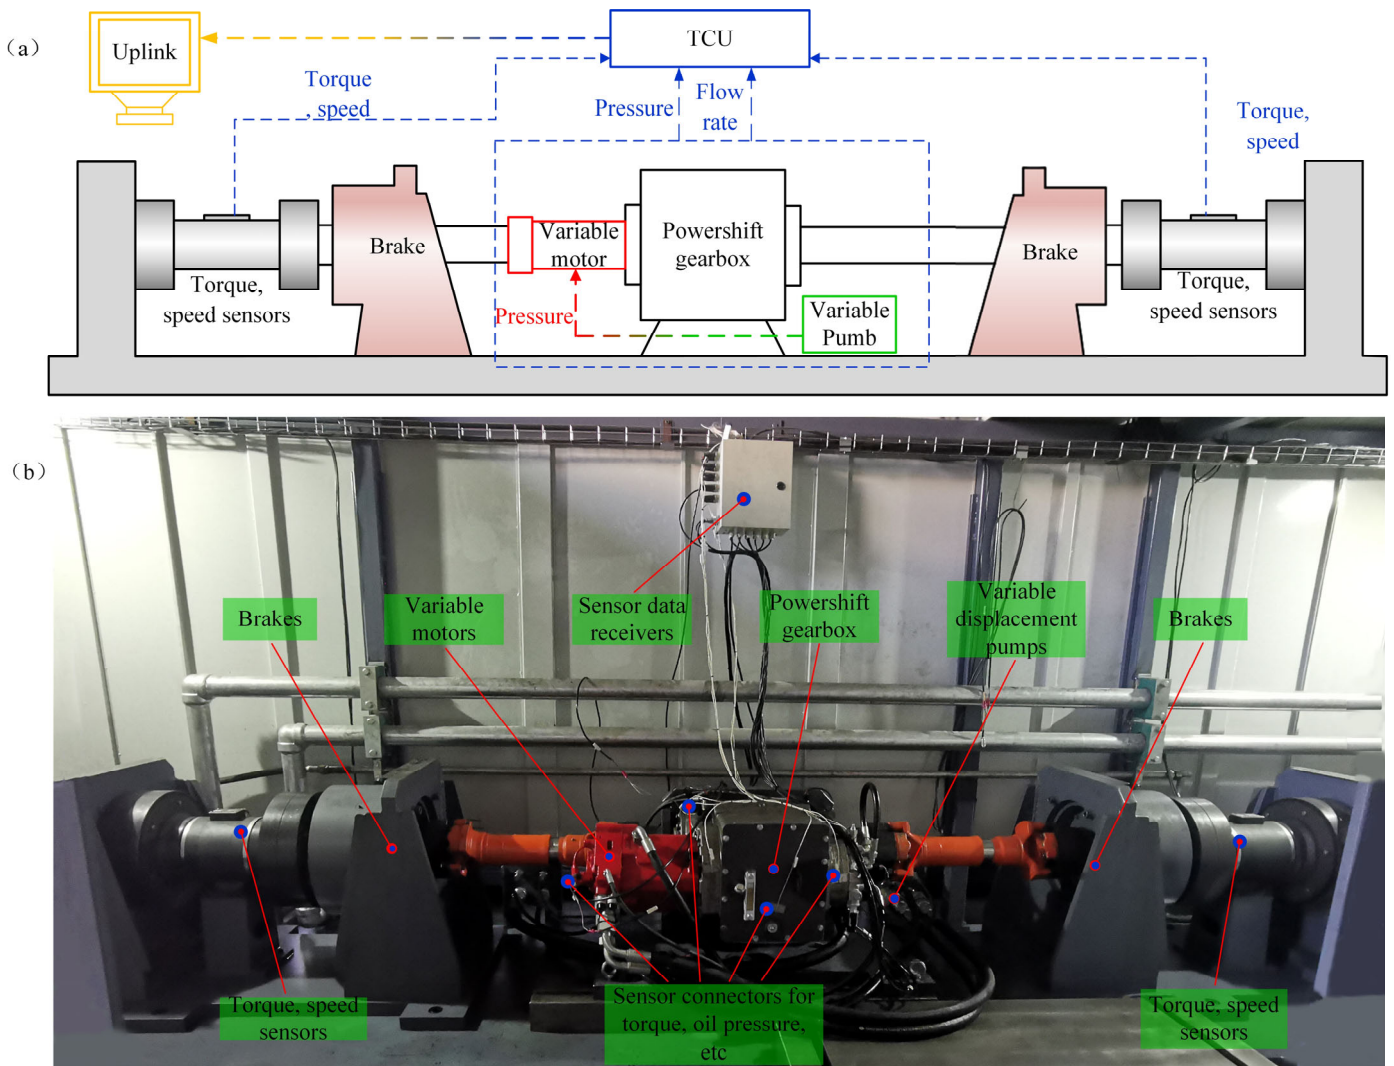 (a)
Uplink
TCU
Torque
, speed
Pressure
Flow
rate
Torque,
speed
Brake
Variable
motor
Powershift
gearbox
Brake
Torque,
speed sensors
Torque,
speed sensors
Pressure
Variable
Pumb
(b)
Brakes
Variable
motors
Sensor data
receivers
Powershift
gearbox
Variable
displacement
pumps
Brakes
Torque, speed
sensors
Sensor connectors for
torque, oil pressure,
etc
Torque, speed
sensors